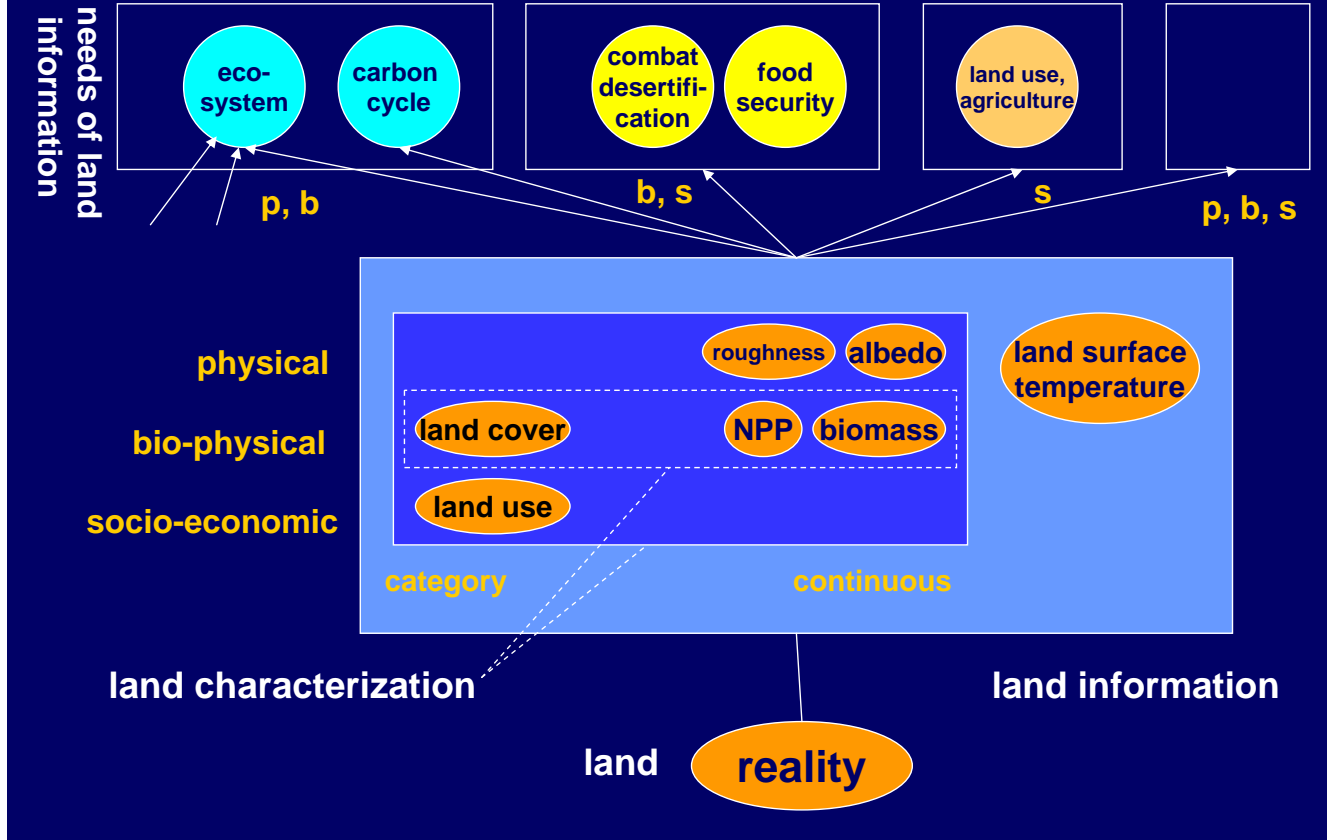 needs of land
information
eco-
system
carbon
cycle
combat
desertifi-
cation
food
security
land use,
agriculture
p, b
b, s
s
p, b, s
physical
roughness
albedo
land surface
temperature
bio-physical
land cover
NPP
biomass
socio-economic
land use
category
continuous
land characterization
land information
land
reality